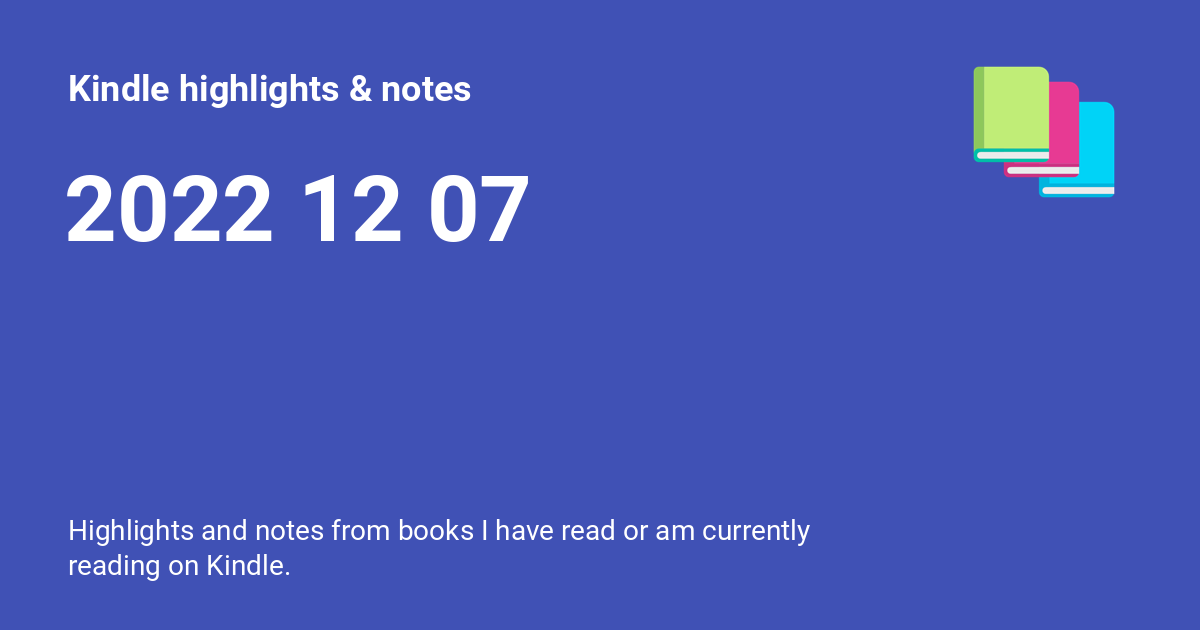 Kindle highlights & notes
2022 12 07
Highlights and notes from books I have read or am currently
reading on Kindle.